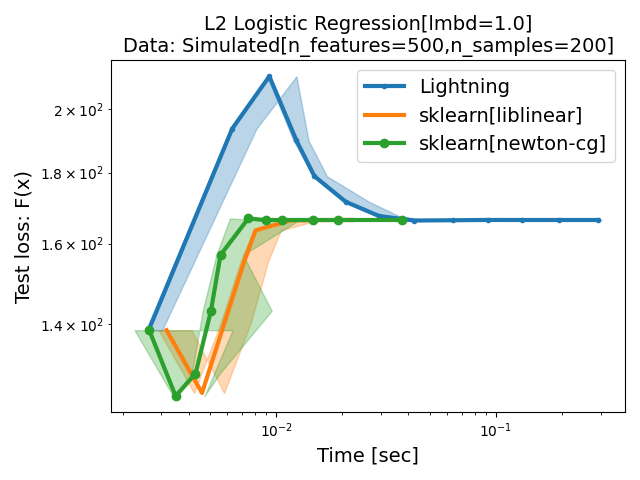 L2 Logistic Regression[lmbd=1.0]
Data: Simulated[n_features=500,n_samples=200]
Lightning
sklearn[liblinear]
sklearn[newton-cg]
Test loss: F(x)
2 × 10²
1.8 × 10²
1.6 × 10²
1.4 × 10²
10⁻²
10⁻¹
Time [sec]